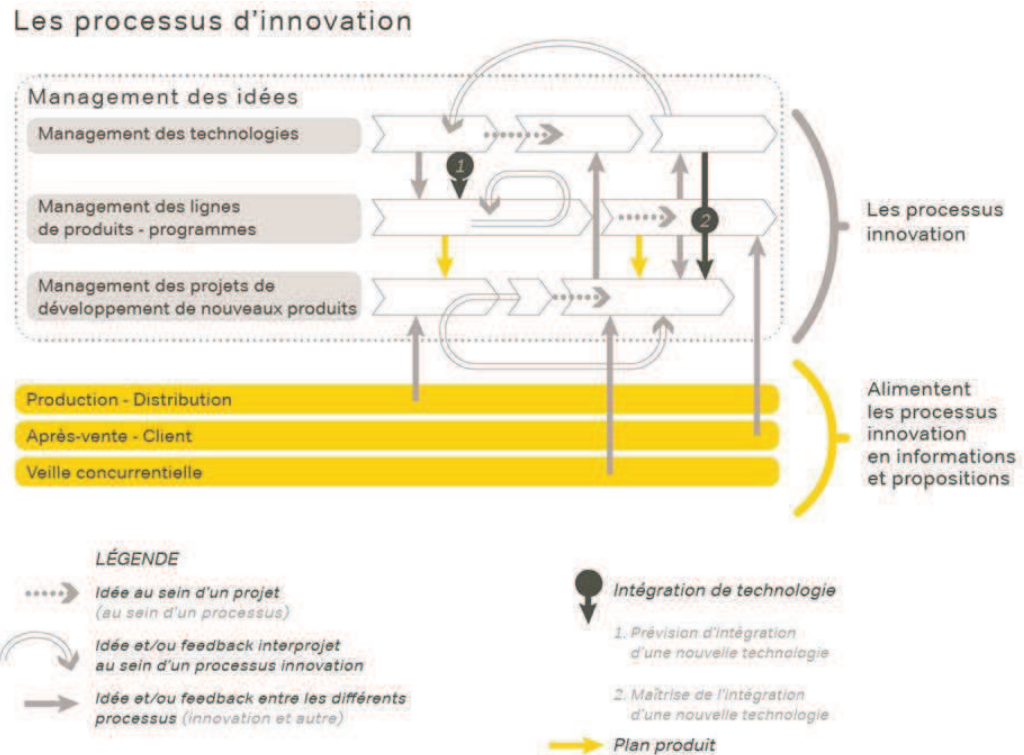 Les processus d'innovation
Management des idées
Management des technologies
1
Management des lignes
de produits - programmes
2
Les processus
innovation
Management des projets de
développement de nouveaux produits
Production - Distribution
Après-vente - Client
Veille concurrentielle
Alimentent
les processus
innovation
en informations
et propositions
LÉGENDE
Idée au sein d'un projet
(au sein d'un processus)
Idée et/ou feedback interprojet
au sein d'un processus innovation
Idée et/ou feedback entre les différents
processus (innovation et autre)
Intégration de technologie
1. Prévision d'intégration
d'une nouvelle technologie
2. Maîtrise de l'intégration
d'une nouvelle technologie
Plan produit